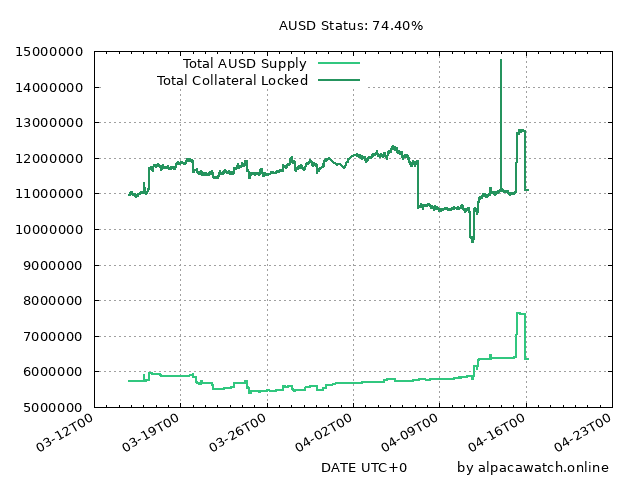 AUSD Status: 74.40%
15000000
14000000
13000000
12000000
11000000
10000000
9000000
8000000
7000000
6000000
5000000
Total AUSD Supply
Total Collateral Locked
03-12T00
03-19T00
03-26T00
04-02T00
04-09T00
04-16T00
04-23T00
DATE UTC+0 by alpacawatch.online